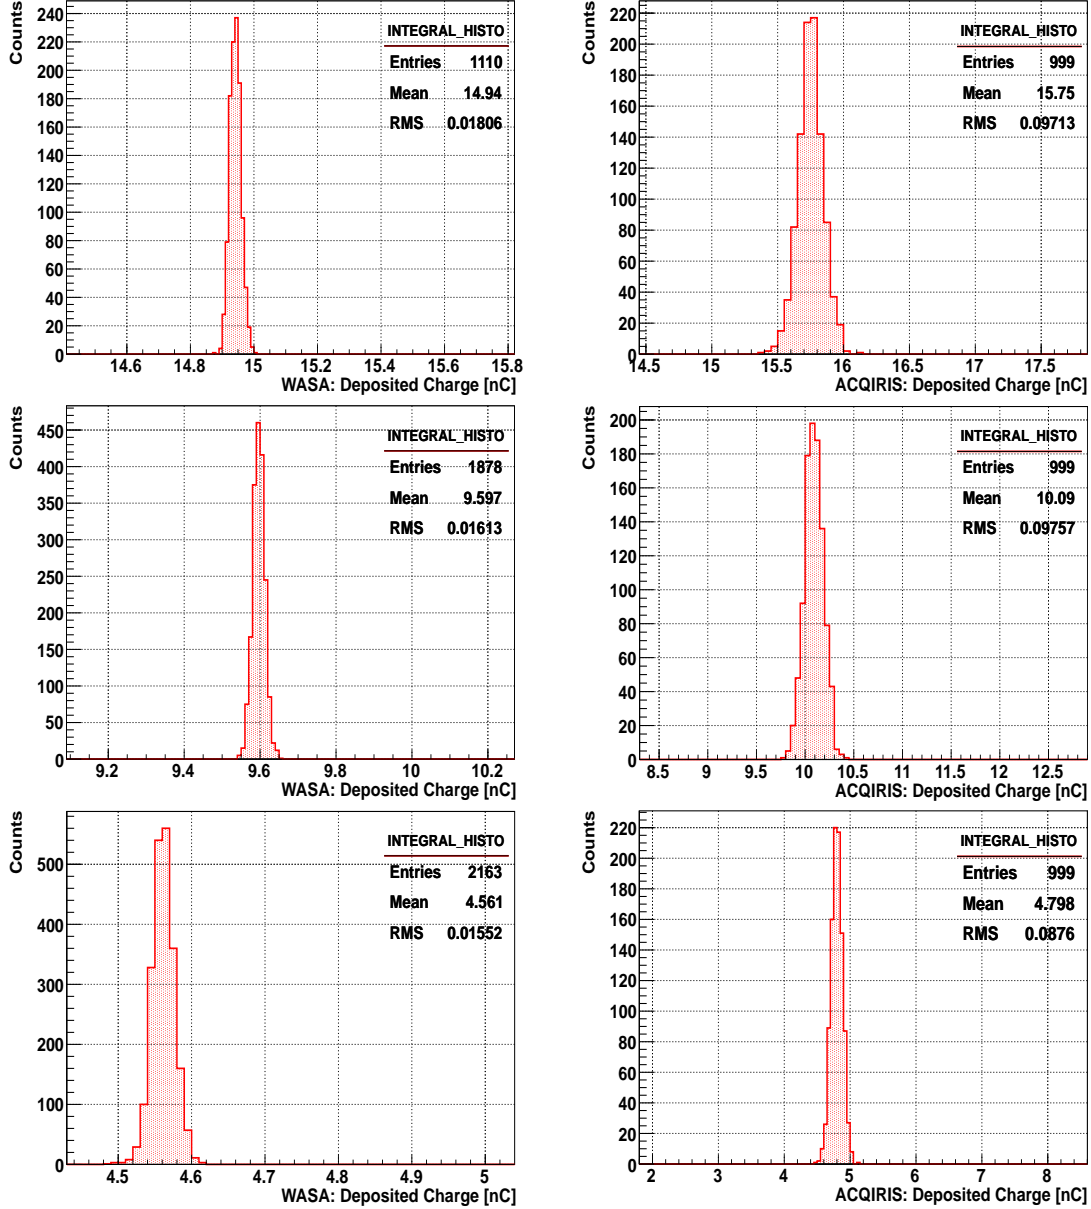 Counts
240
220
200
180
160
140
120
100
80
60
40
20
0
INTEGRAL_HISTO
Entries 1110
Mean 14.94
RMS 0.01806
14.6 14.8 15 15.2 15.4 15.6 15.8
WASA: Deposited Charge [nC]
Counts
220
200
180
160
140
120
100
80
60
40
20
0
INTEGRAL_HISTO
Entries 999
Mean 15.75
RMS 0.09713
14.5 15 15.5 16 16.5 17 17.5
ACQIRIS: Deposited Charge [nC]
Counts
450
400
350
300
250
200
150
100
50
0
INTEGRAL_HISTO
Entries 1878
Mean 9.597
RMS 0.01613
9.2 9.4 9.6 9.8 10 10.2
WASA: Deposited Charge [nC]
Counts
200
180
160
140
120
100
80
60
40
20
0
INTEGRAL_HISTO
Entries 999
Mean 10.09
RMS 0.09757
8.5 9 9.5 10 10.5 11 11.5 12 12.5
ACQIRIS: Deposited Charge [nC]
Counts
500
400
300
200
100
0
INTEGRAL_HISTO
Entries 2163
Mean 4.561
RMS 0.01552
4.5 4.6 4.7 4.8 4.9 5
WASA: Deposited Charge [nC]
Counts
220
200
180
160
140
120
100
80
60
40
20
0
INTEGRAL_HISTO
Entries 999
Mean 4.798
RMS 0.0876
2 3 4 5 6 7 8
ACQIRIS: Deposited Charge [nC]